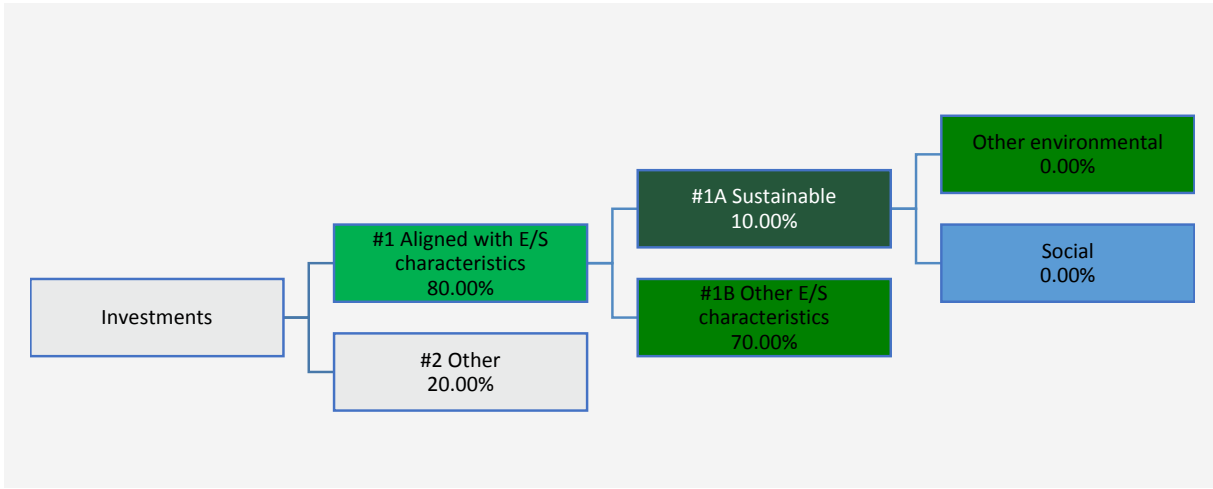 Investments
#1 Aligned with E/S
characteristics
80.00%
#2 Other
20.00%
#1A Sustainable
10.00%
#1B Other E/S
characteristics
70.00%
Other environmental
0.00%
Social
0.00%